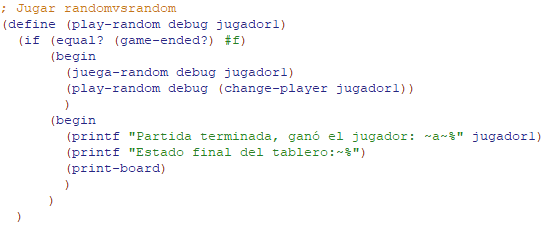 ; Jugar randomvsrandom
(define (play-random debug jugador1)
  (if (equal? (game-ended?) #f)
      (begin
        (juega-random debug jugador1)
        (play-random debug (change-player jugador1))
        )
      (begin
        (printf "Partida terminada, ganó el jugador: ~a~%" jugador1)
        (printf "Estado final del tablero:~%")
        (print-board)
        )
      )
  )